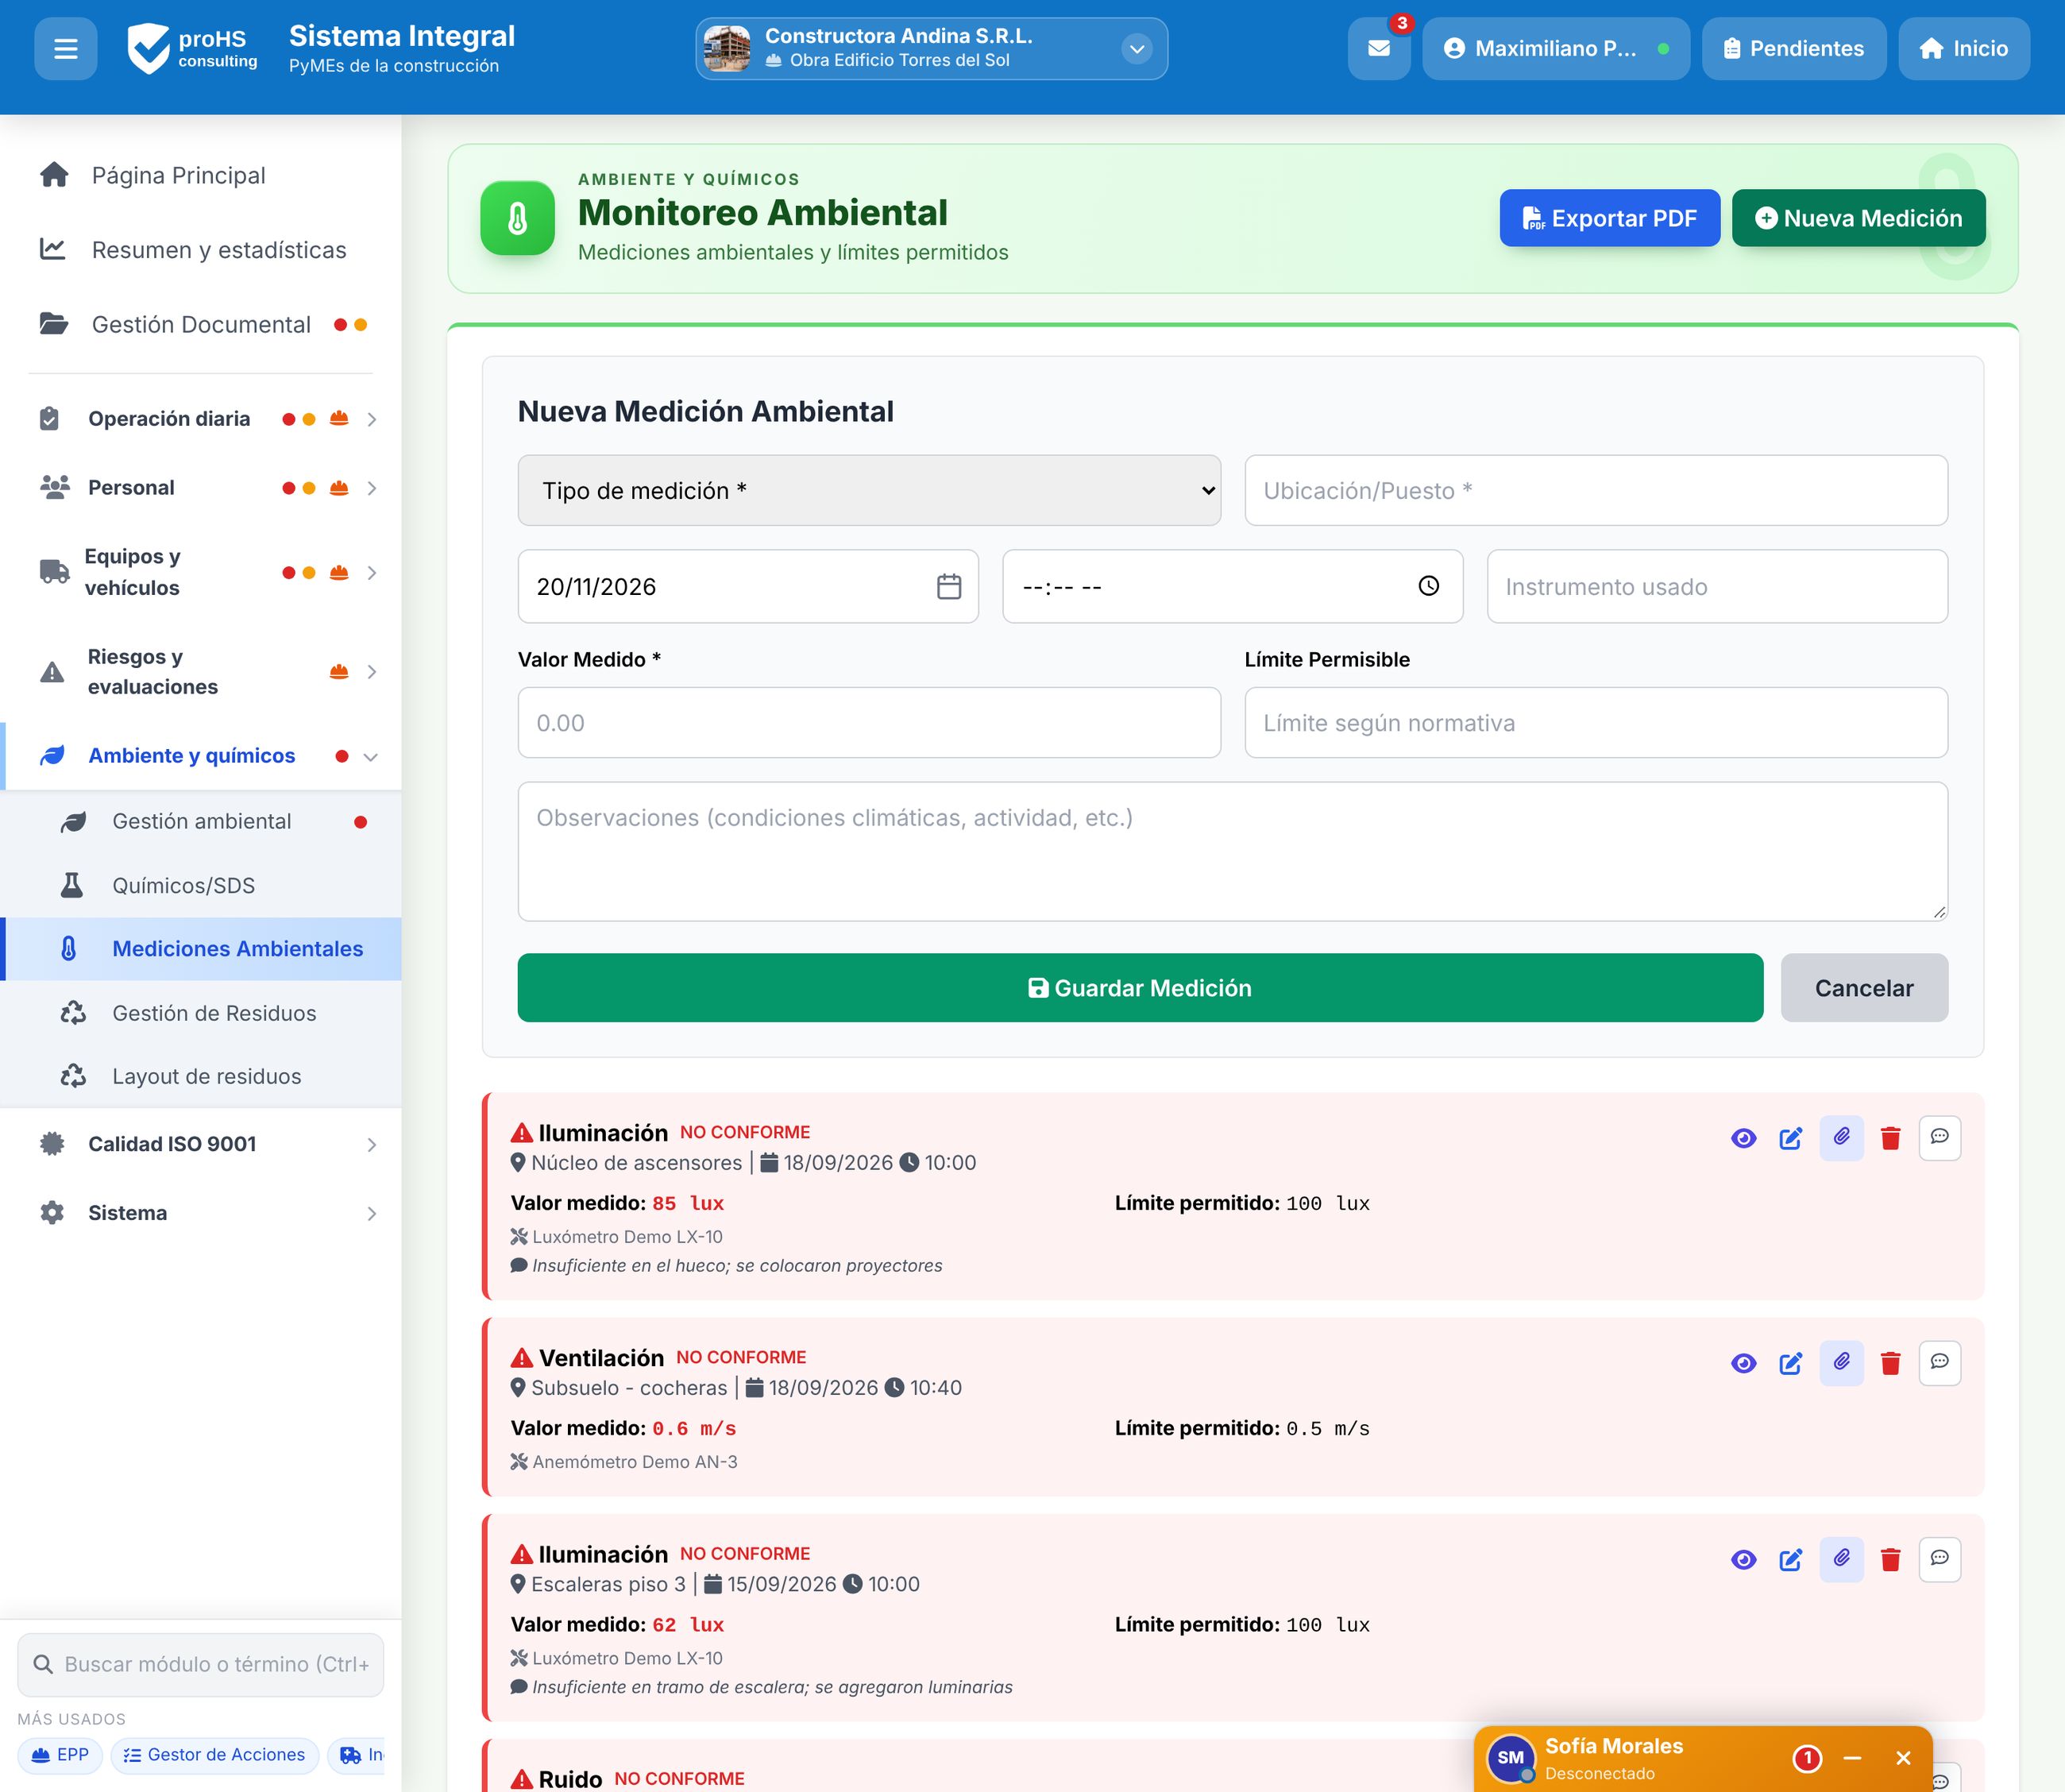 proHS
consulting
Sistema Integral
PyMEs de la construcción
Constructora Andina S.R.L.
Obra Edificio Torres del Sol
3
Maximiliano P...
Pendientes
Inicio
Página Principal
Resumen y estadísticas
Gestión Documental
Operación diaria
Personal
Equipos y
vehículos
Riesgos y
evaluaciones
Ambiente y químicos
Gestión ambiental
Químicos/SDS
Mediciones Ambientales
Gestión de Residuos
Layout de residuos
Calidad ISO 9001
Sistema
Buscar módulo o término (Ctrl+
MÁS USADOS
EPP
Gestor de Acciones
In
AMBIENTE Y QUÍMICOS
Monitoreo Ambiental
Mediciones ambientales y límites permitidos
PDF Exportar PDF
Nueva Medición
Nueva Medición Ambiental
Tipo de medición *
Ubicación/Puesto *
20/11/2026
--:-- --
Instrumento usado
Valor Medido *
Límite Permisible
0.00
Límite según normativa
Observaciones (condiciones climáticas, actividad, etc.)
Guardar Medición
Cancelar
Iluminación NO CONFORME
Núcleo de ascensores | 18/09/2026 10:00
Valor medido: 85 lux
Límite permitido: 100 lux
Luxómetro Demo LX-10
Insuficiente en el hueco; se colocaron proyectores
Ventilación NO CONFORME
Subsuelo - cocheras | 18/09/2026 10:40
Valor medido: 0.6 m/s
Límite permitido: 0.5 m/s
Anemómetro Demo AN-3
Iluminación NO CONFORME
Escaleras piso 3 | 15/09/2026 10:00
Valor medido: 62 lux
Límite permitido: 100 lux
Luxómetro Demo LX-10
Insuficiente en tramo de escalera; se agregaron luminarias
Ruido NO CONFORME
SM
Sofía Morales
Desconectado
1